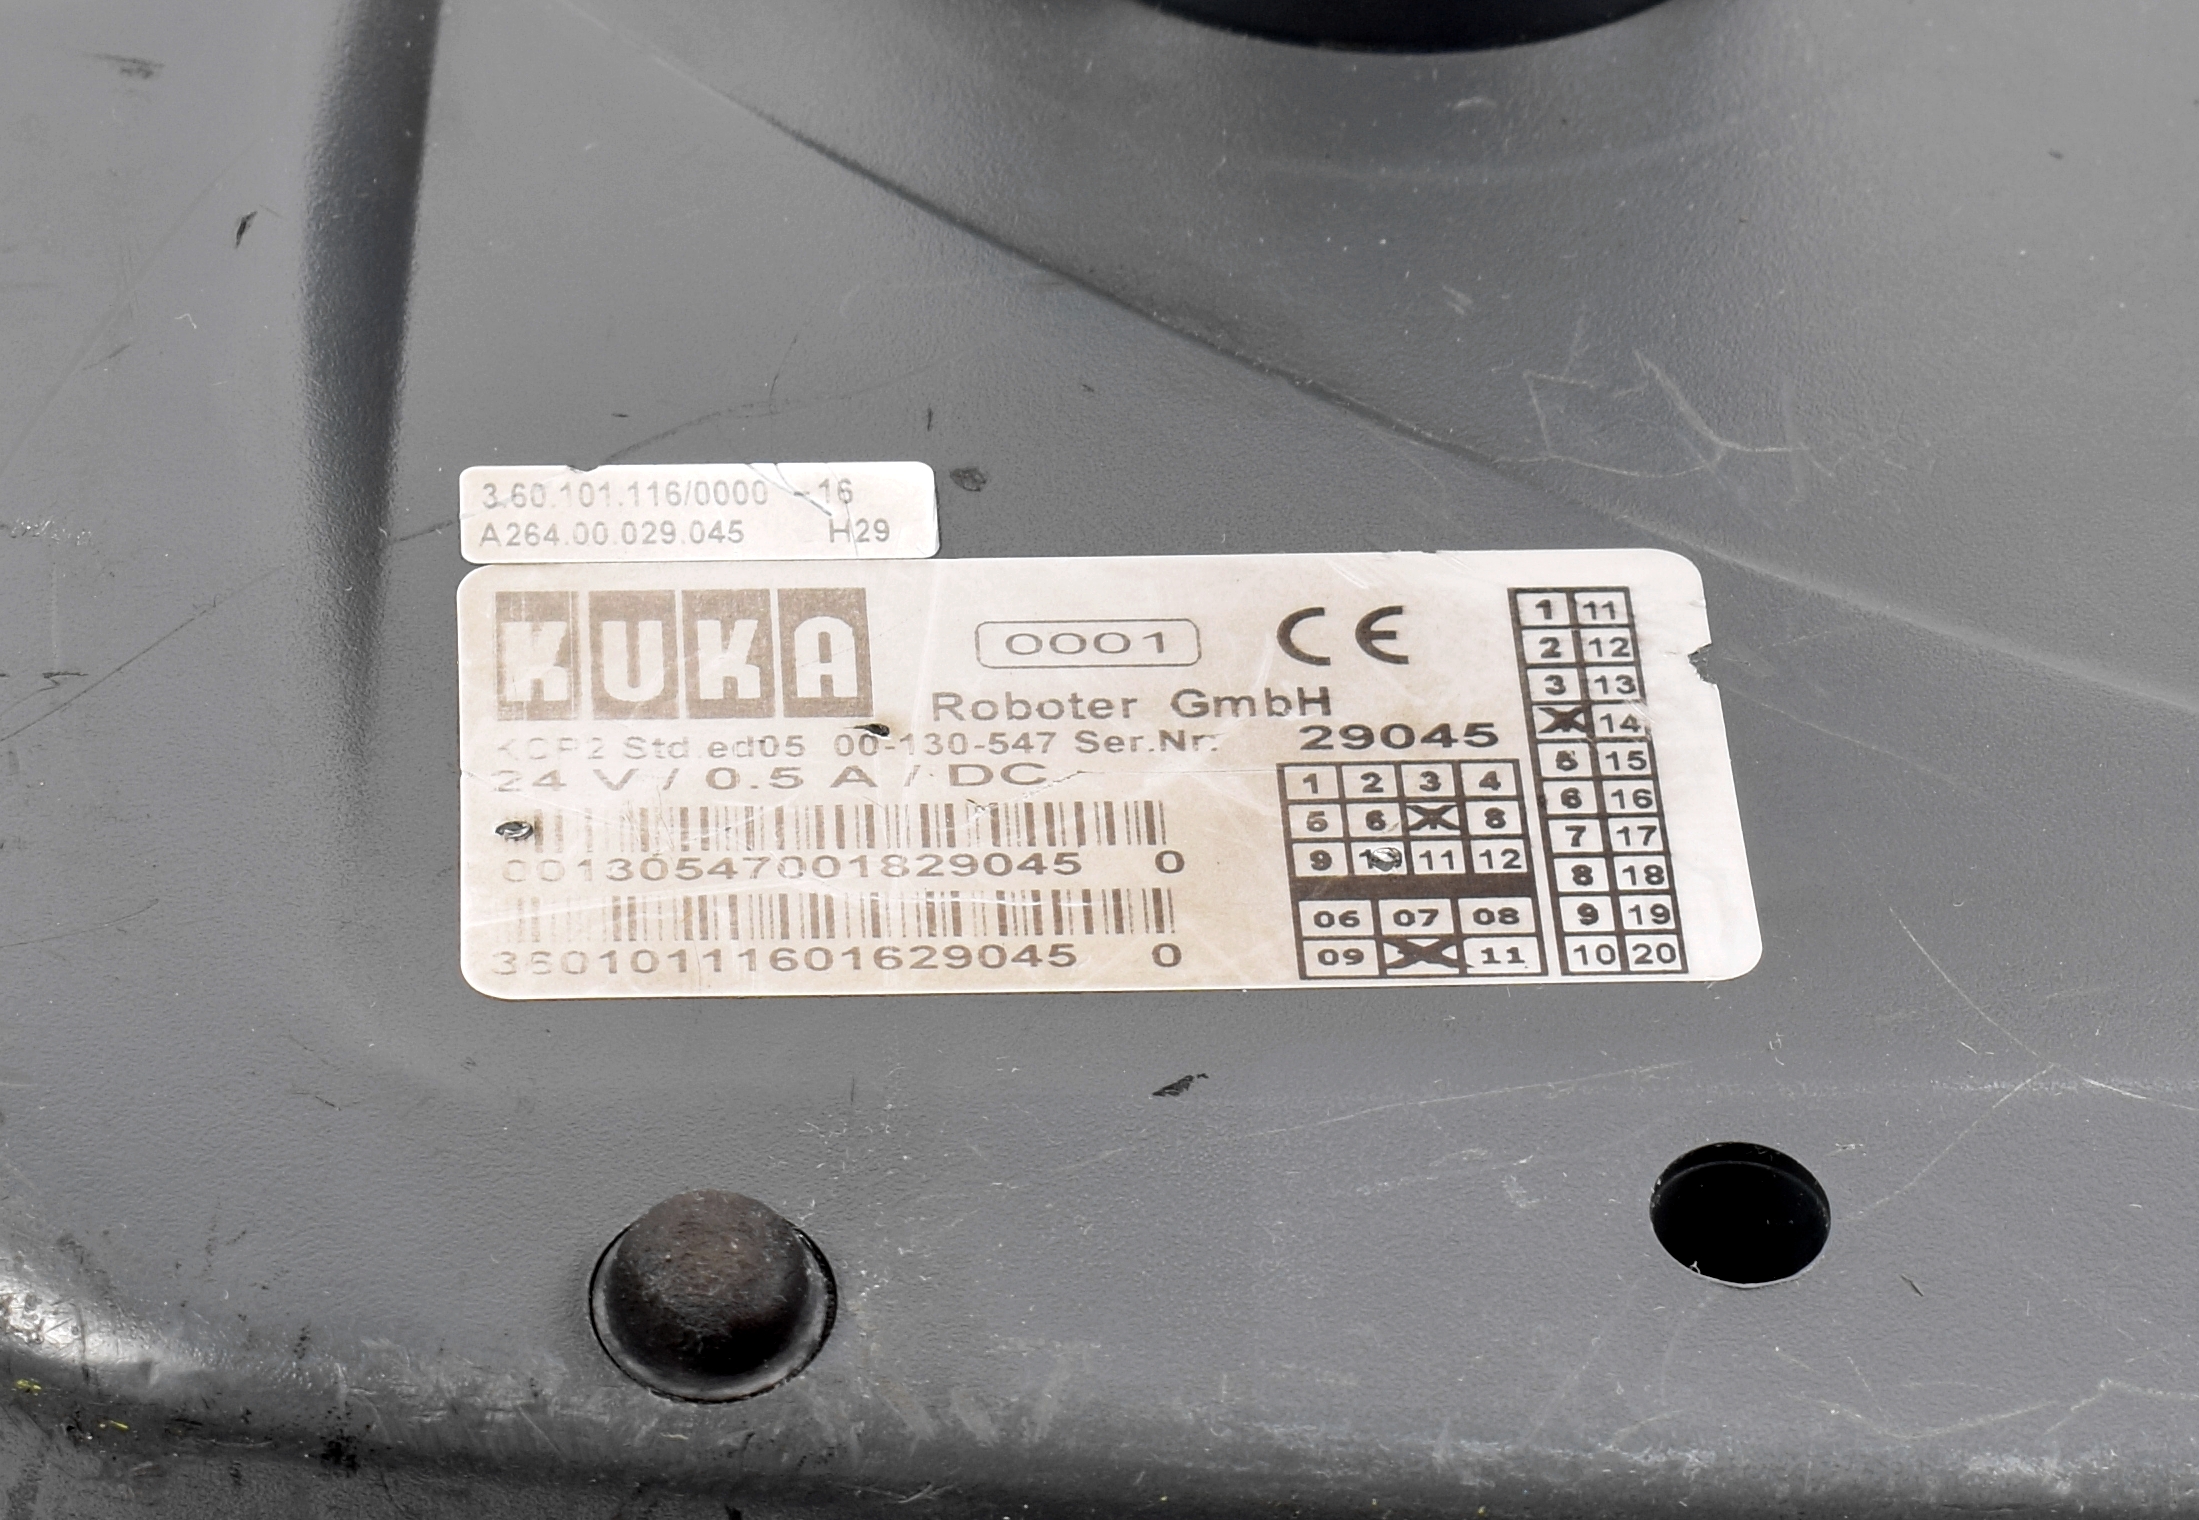 3.60.101.116/0000 -16
A264.00.029.045 H29
KUKA
0001
CE
Roboter GmbH
KCP2 Std.ed05 00-130-547 Ser.Nr: 29045
24 V / 0.5 A / DC
00130547001829045 0
36010111601629045 0
1 2 3 4
5 6 8
9 10 11 12
06 07 08
09 11
1 11
2 12
3 13
14
5 15
6 16
7 17
8 18
9 19
10 20